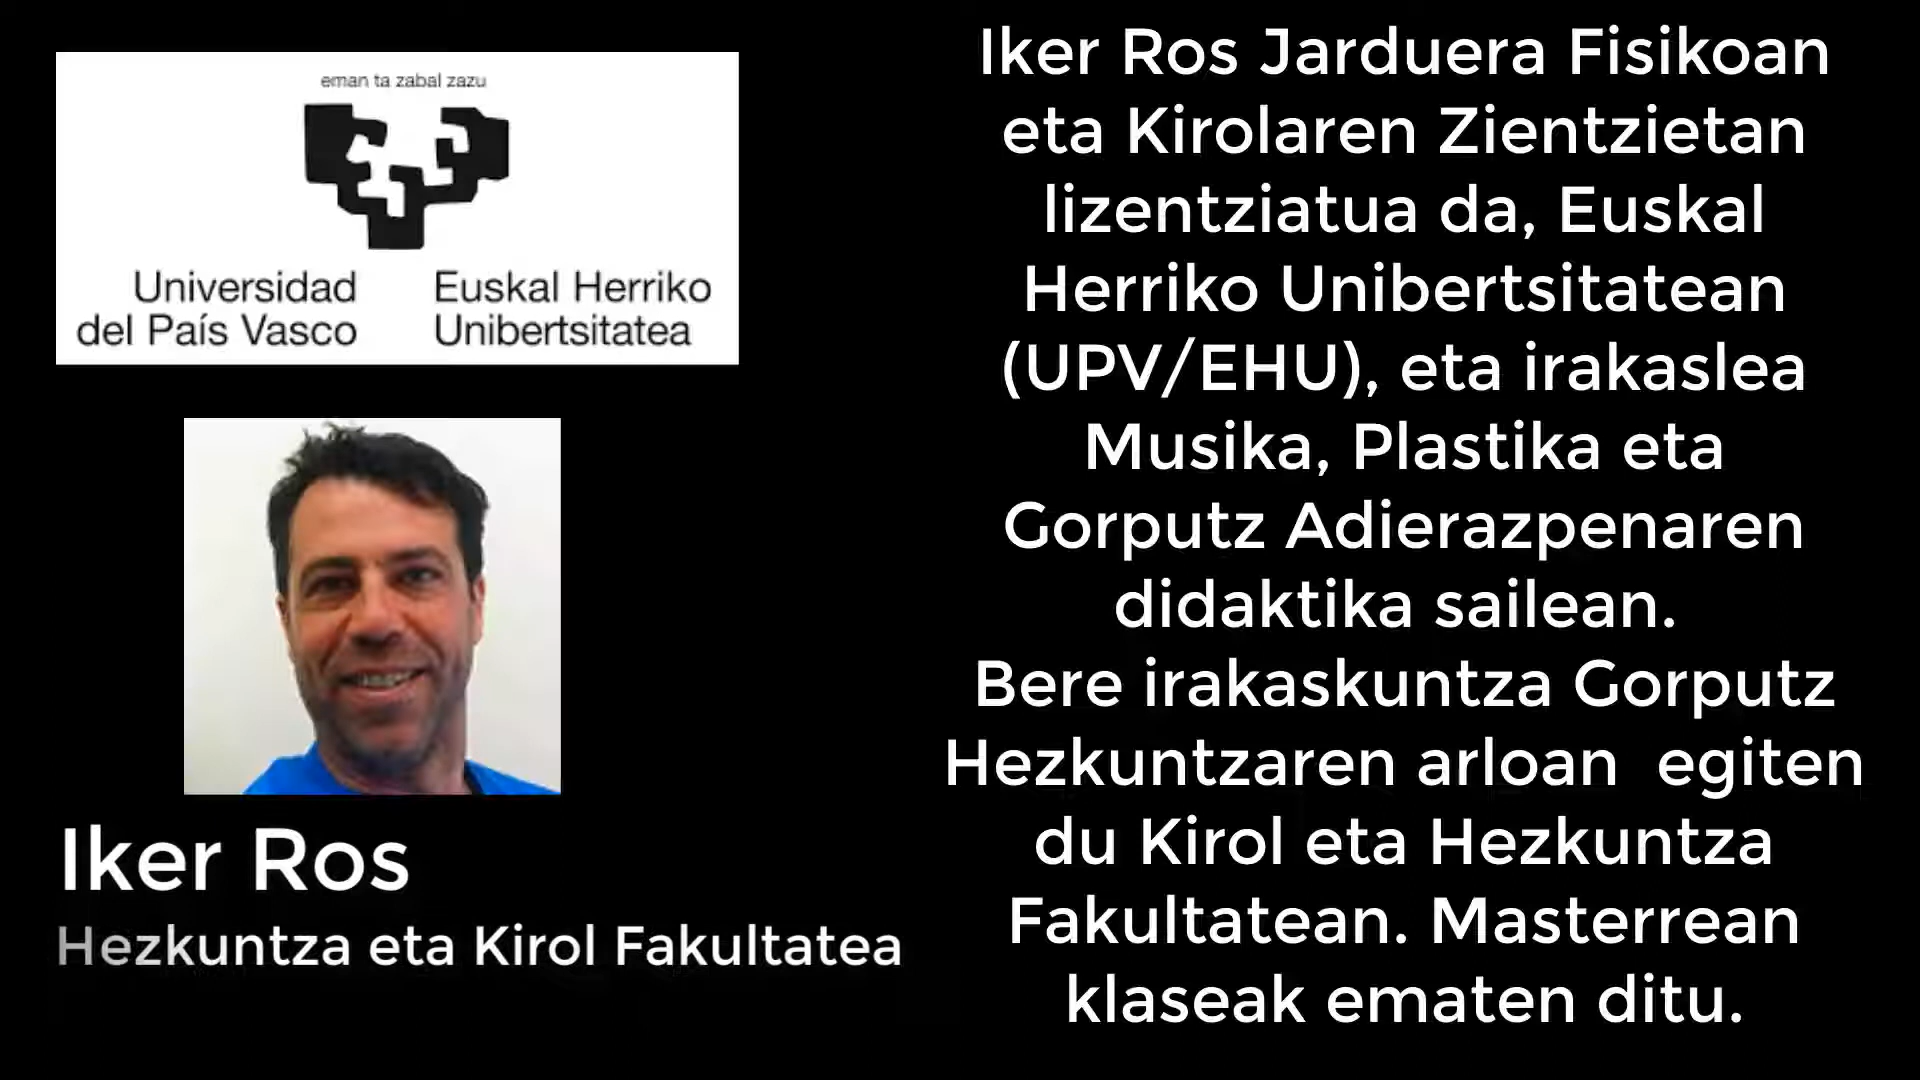 eman ta zabal zazu
Universidad
del País Vasco
Euskal Herriko
Unibertsitatea
Iker Ros
Hezkuntza eta Kirol Fakultatea
Iker Ros Jarduera Fisikoan
eta Kirolaren Zientzietan
lizentziatua da, Euskal
Herriko Unibertsitatean
(UPV/EHU), eta irakaslea
Musika, Plastika eta
Gorputz Adierazpenaren
didaktika sailean.
Bere irakaskuntza Gorputz
Hezkuntzaren arloan  egiten
du Kirol eta Hezkuntza
Fakultatean. Masterrean
klaseak ematen ditu.